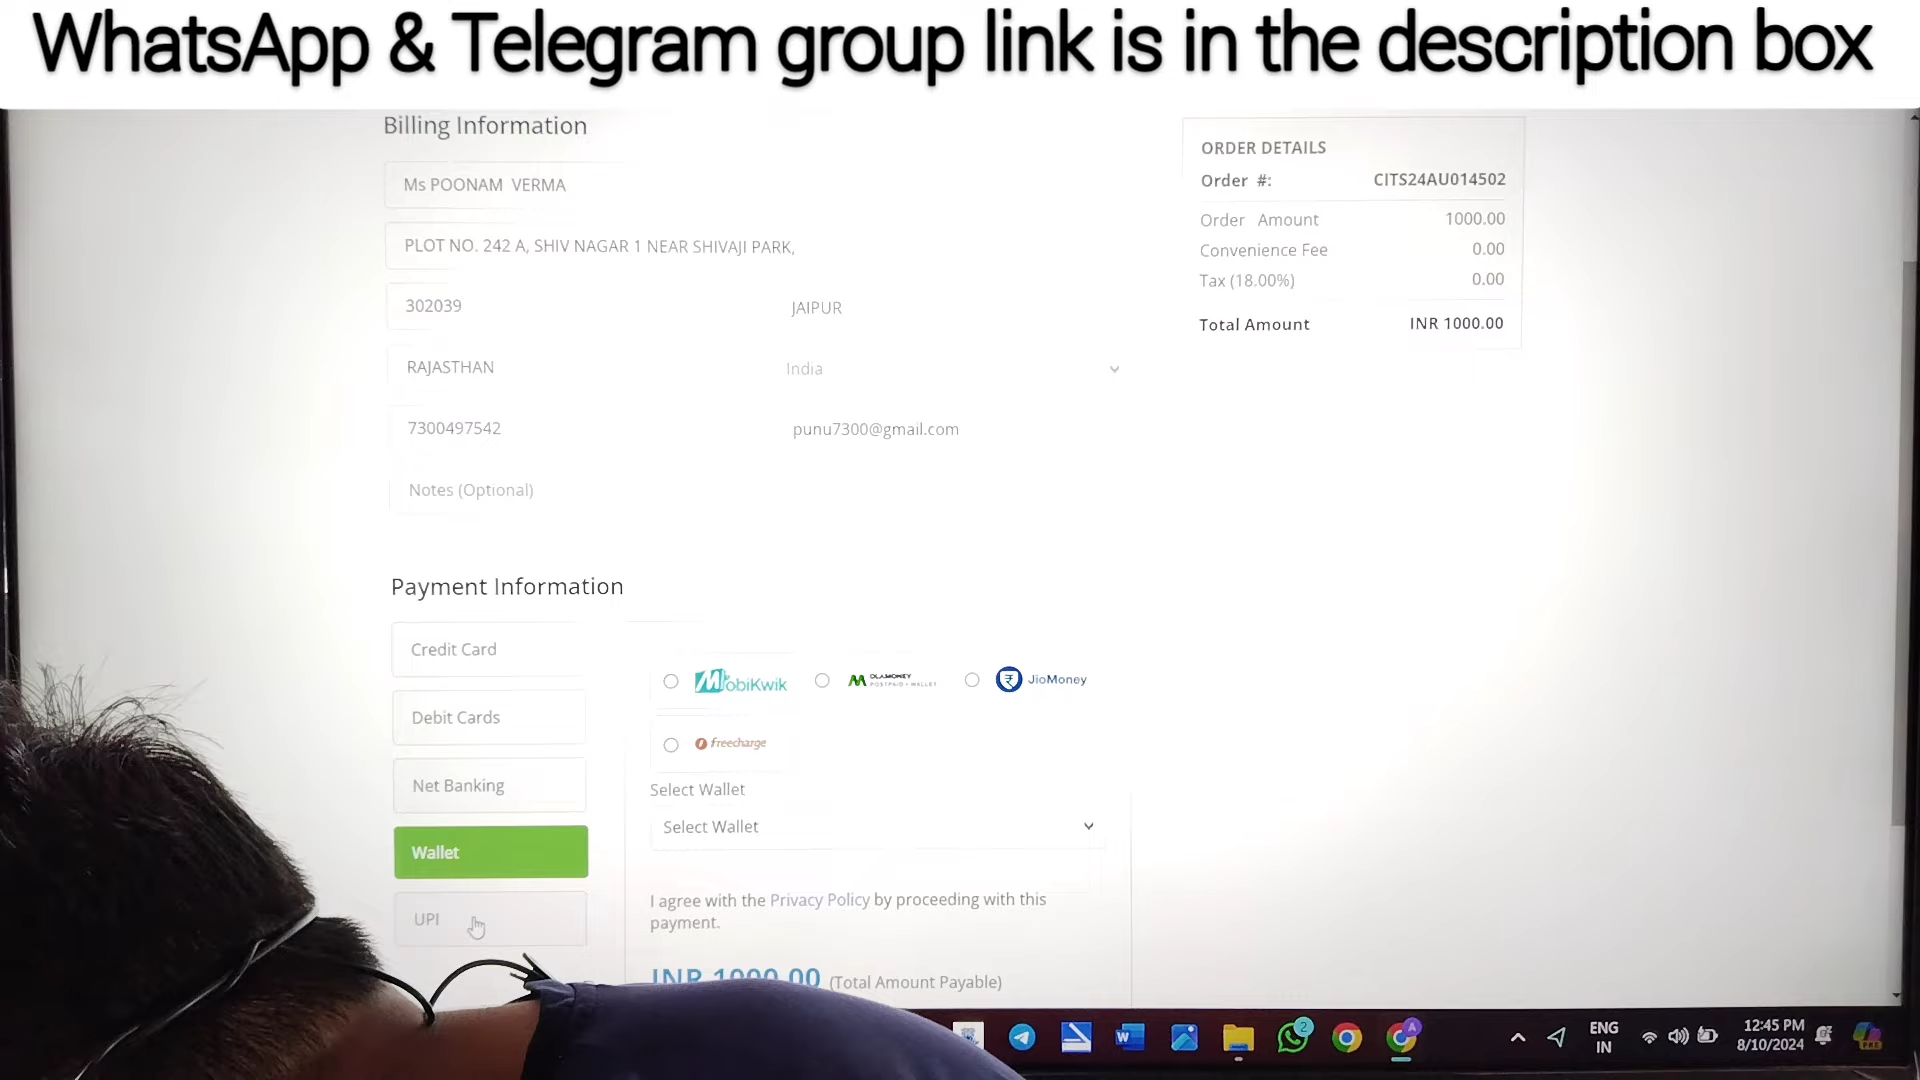 WhatsApp & Telegram group link is in the description box
Billing Information
Ms POONAM VERMA
PLOT NO. 242 A, SHIV NAGAR 1 NEAR SHIVAJI PARK,
302039 JAIPUR
RAJASTHAN India
7300497542 punu7300@gmail.com
Notes (Optional)
ORDER DETAILS
Order #: CITS24AU014502
Order Amount 1000.00
Convenience Fee 0.00
Tax (18.00%) 0.00
Total Amount INR 1000.00
Payment Information
Credit Card
Debit Cards
Net Banking
Wallet
UPI
MobiKwik OLAMONEY JioMoney
POSTPAID + WALLET
freecharge
Select Wallet
Select Wallet
I agree with the Privacy Policy by proceeding with this
payment.
INR 1000.00 (Total Amount Payable)
2 A
ENG
IN
12:45 PM
8/10/2024
PRE